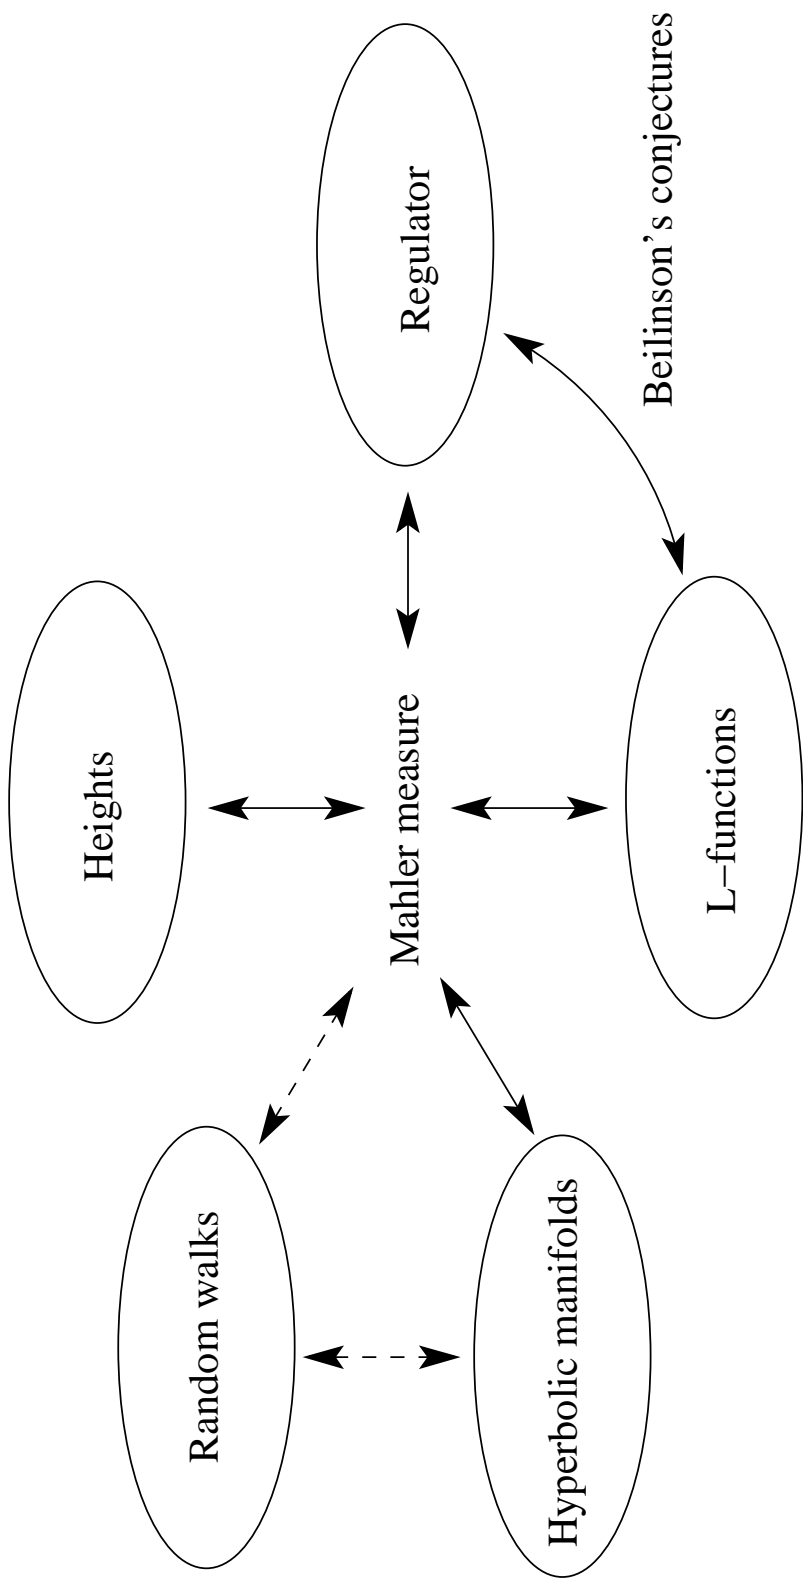 Heights
Random walks
Mahler measure
Regulator
Hyperbolic manifolds
L−functions
Beilinson's conjectures